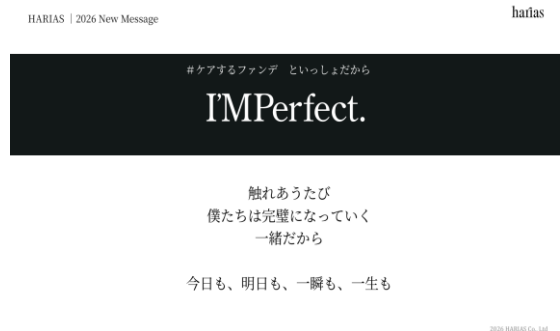 HARIAS｜2026 New Message
harias
#ケアするファンデ といっしょだから
I'MPerfect.
触れあうたび
僕たちは完璧になっていく
一緒だから
今日も、明日も、一瞬も、一生も
2026 HARIAS Co., Ltd